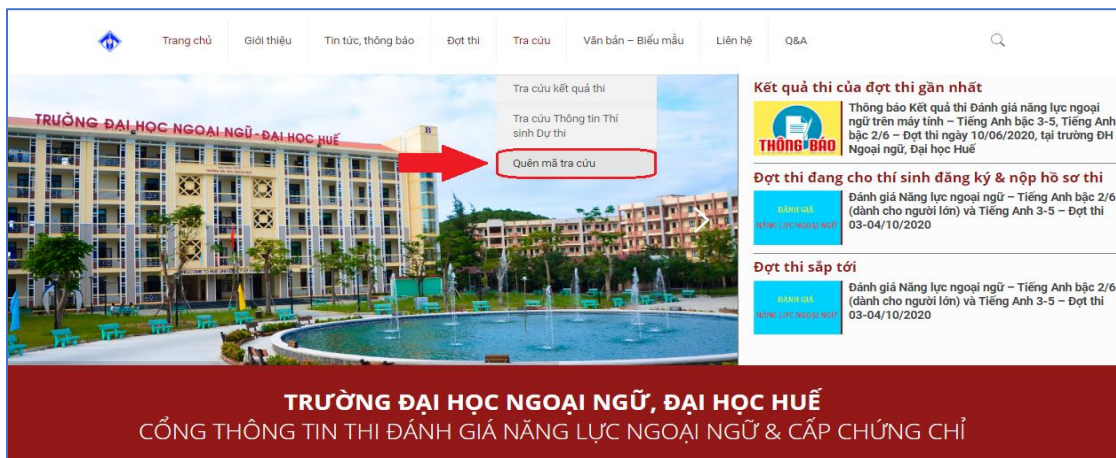 Trang chủ
Giới thiệu
Tin tức, thông báo
Đợt thi
Tra cứu
Văn bản – Biểu mẫu
Liên hệ
Q&A
Tra cứu kết quả thi
Tra cứu Thông tin Thí
sinh Dự thi
Quên mã tra cứu
TRƯỜNG ĐẠI HỌC NGOẠI NGỮ - ĐẠI HỌC HUẾ
B
Kết quả thi của đợt thi gần nhất
THÔNG BÁO
Thông báo Kết quả thi Đánh giá năng lực ngoại
ngữ trên máy tính – Tiếng Anh bậc 3-5, Tiếng Anh
bậc 2/6 – Đợt thi ngày 10/06/2020, tại trường ĐH
Ngoại ngữ, Đại học Huế
Đợt thi đang cho thí sinh đăng ký & nộp hồ sơ thi
ĐÁNH GIÁ
NĂNG LỰC NGOẠI NGỮ
Đánh giá Năng lực ngoại ngữ – Tiếng Anh bậc 2/6
(dành cho người lớn) và Tiếng Anh 3-5 – Đợt thi
03-04/10/2020
Đợt thi sắp tới
ĐÁNH GIÁ
NĂNG LỰC NGOẠI NGỮ
Đánh giá Năng lực ngoại ngữ – Tiếng Anh bậc 2/6
(dành cho người lớn) và Tiếng Anh 3-5 – Đợt thi
03-04/10/2020
TRƯỜNG ĐẠI HỌC NGOẠI NGỮ, ĐẠI HỌC HUẾ
CỔNG THÔNG TIN THI ĐÁNH GIÁ NĂNG LỰC NGOẠI NGỮ & CẤP CHỨNG CHỈ